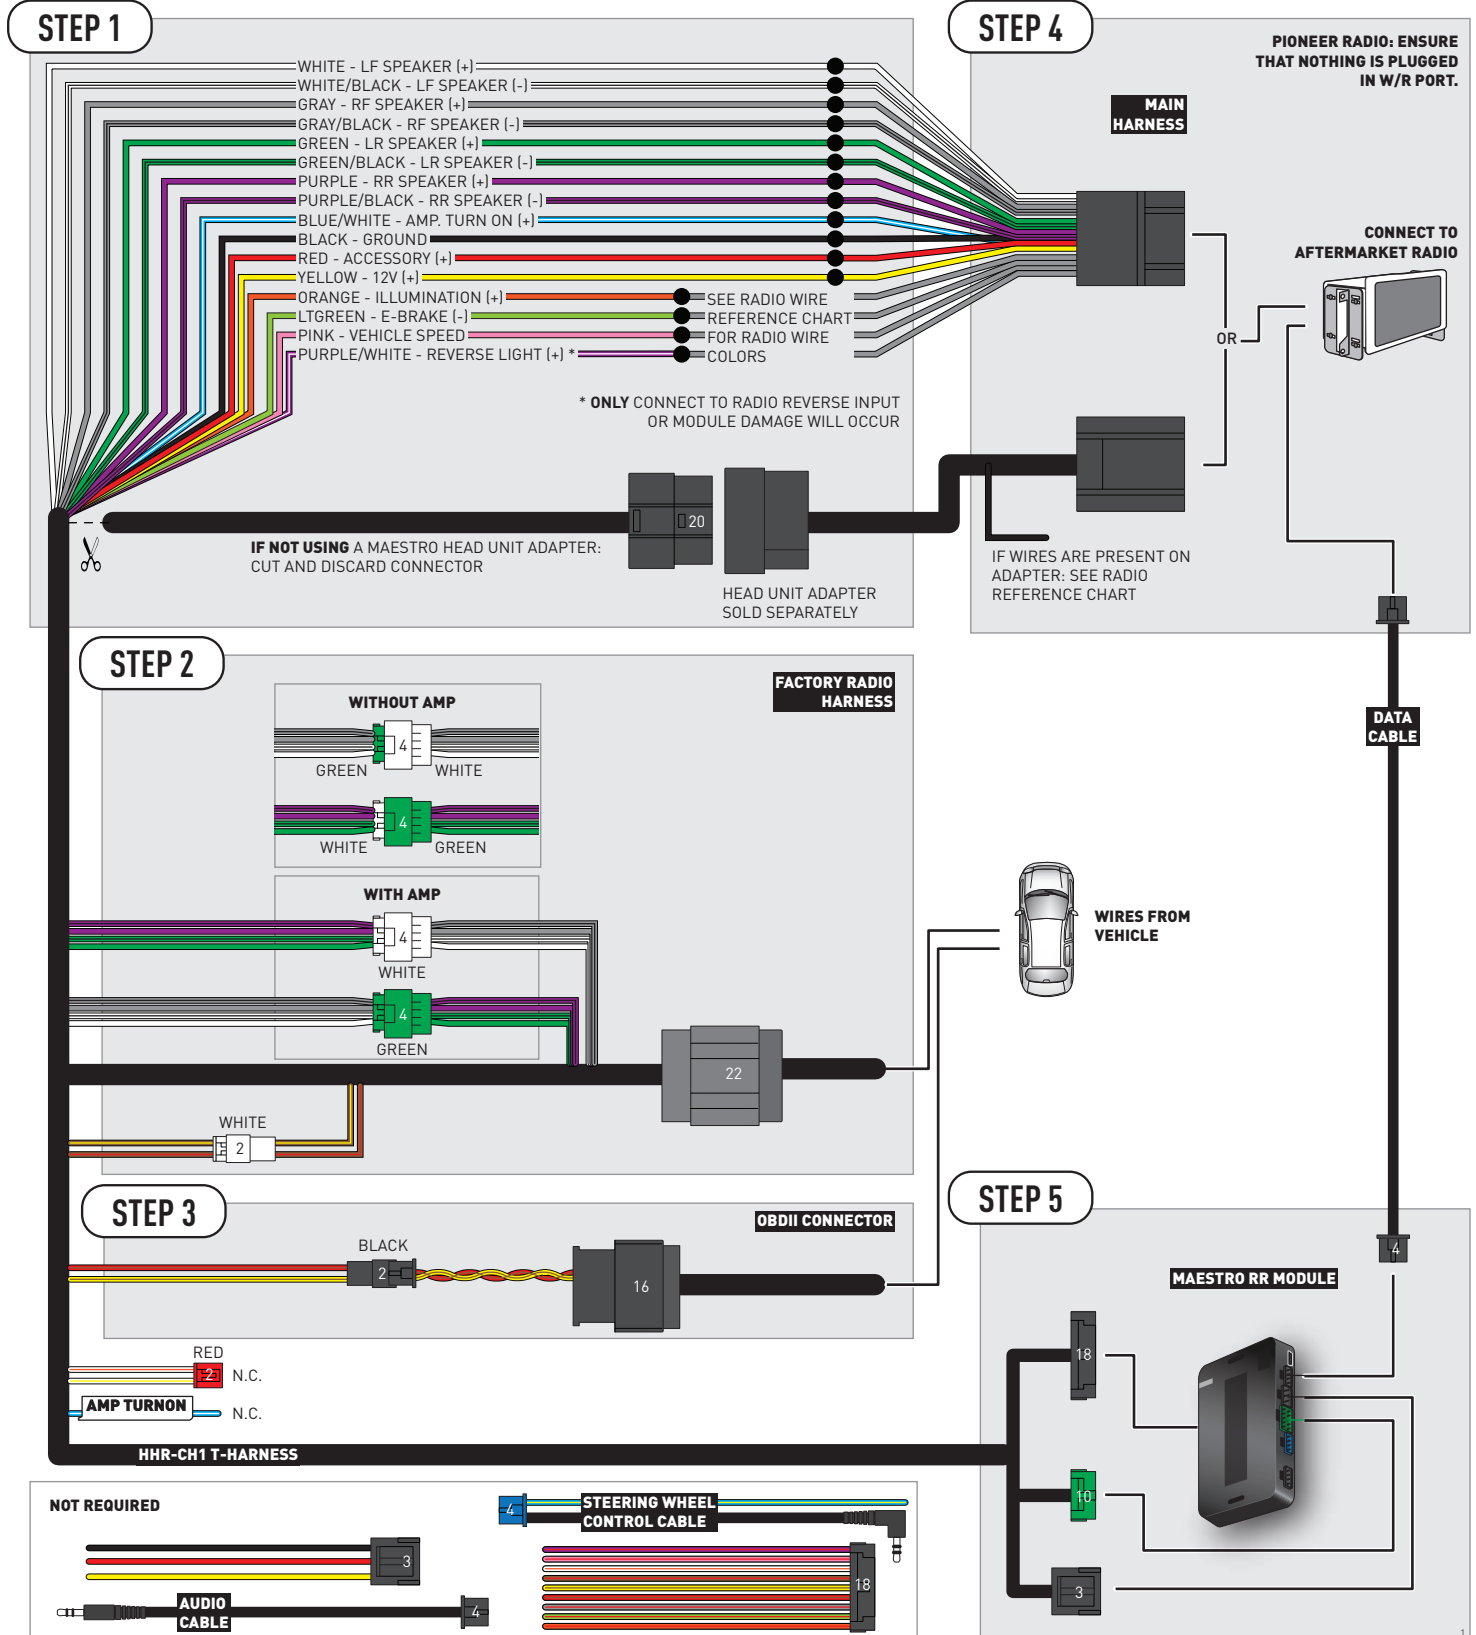 STEP 1
WHITE - LF SPEAKER (+)
WHITE/BLACK - LF SPEAKER (-)
GRAY - RF SPEAKER (+)
GRAY/BLACK - RF SPEAKER (-)
GREEN - LR SPEAKER (+)
GREEN/BLACK - LR SPEAKER (-)
PURPLE - RR SPEAKER (+)
PURPLE/BLACK - RR SPEAKER (-)
BLUE/WHITE - AMP. TURN ON (+)
BLACK - GROUND
RED - ACCESSORY (+)
YELLOW - 12V (+)
ORANGE - ILLUMINATION (+)
LTGREEN - E-BRAKE (-)
PINK - VEHICLE SPEED
PURPLE/WHITE - REVERSE LIGHT (+) *
SEE RADIO WIRE
REFERENCE CHART
FOR RADIO WIRE
COLORS
* ONLY CONNECT TO RADIO REVERSE INPUT
OR MODULE DAMAGE WILL OCCUR
20
IF NOT USING A MAESTRO HEAD UNIT ADAPTER:
CUT AND DISCARD CONNECTOR
HEAD UNIT ADAPTER
SOLD SEPARATELY
STEP 4
PIONEER RADIO: ENSURE
THAT NOTHING IS PLUGGED
IN W/R PORT.
MAIN
HARNESS
CONNECT TO
AFTERMARKET RADIO
OR
IF WIRES ARE PRESENT ON
ADAPTER: SEE RADIO
REFERENCE CHART
DATA
CABLE
STEP 2
FACTORY RADIO
HARNESS
WITHOUT AMP
4
GREEN
WHITE
4
WHITE
GREEN
WITH AMP
4
WHITE
4
GREEN
22
WHITE
2
WIRES FROM
VEHICLE
STEP 3
OBDII CONNECTOR
BLACK
2
16
RED
2
N.C.
AMP TURNON
N.C.
HHR-CH1 T-HARNESS
STEP 5
4
MAESTRO RR MODULE
18
10
3
NOT REQUIRED
3
AUDIO
CABLE
4
4
STEERING WHEEL
CONTROL CABLE
18
1